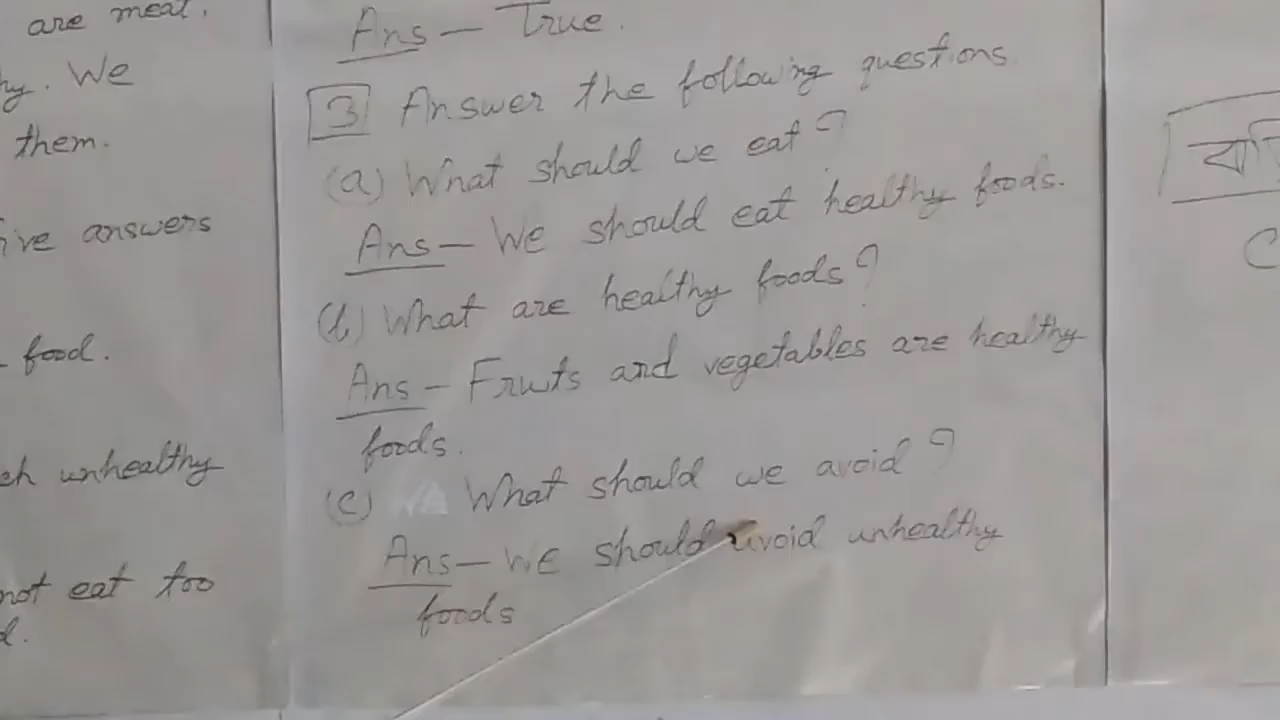 are meat.
We
them.
answers
food.
unhealthy
not eat too
Ans — True.
3 Answer the following questions.
(a) What should we eat?
Ans — We should eat healthy foods.
(b) What are healthy foods?
Ans — Fruits and vegetables are healthy
foods.
(c) What should we avoid?
Ans — We should avoid unhealthy
foods